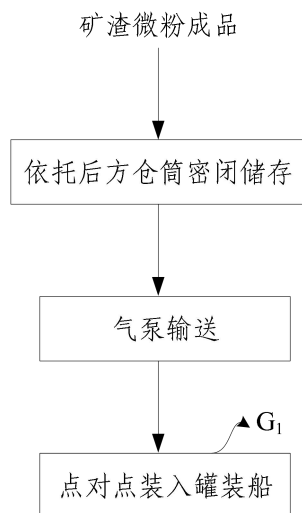 矿渣微粉成品
依托后方仓筒密闭储存
气泵输送
G₁
点对点装入罐装船